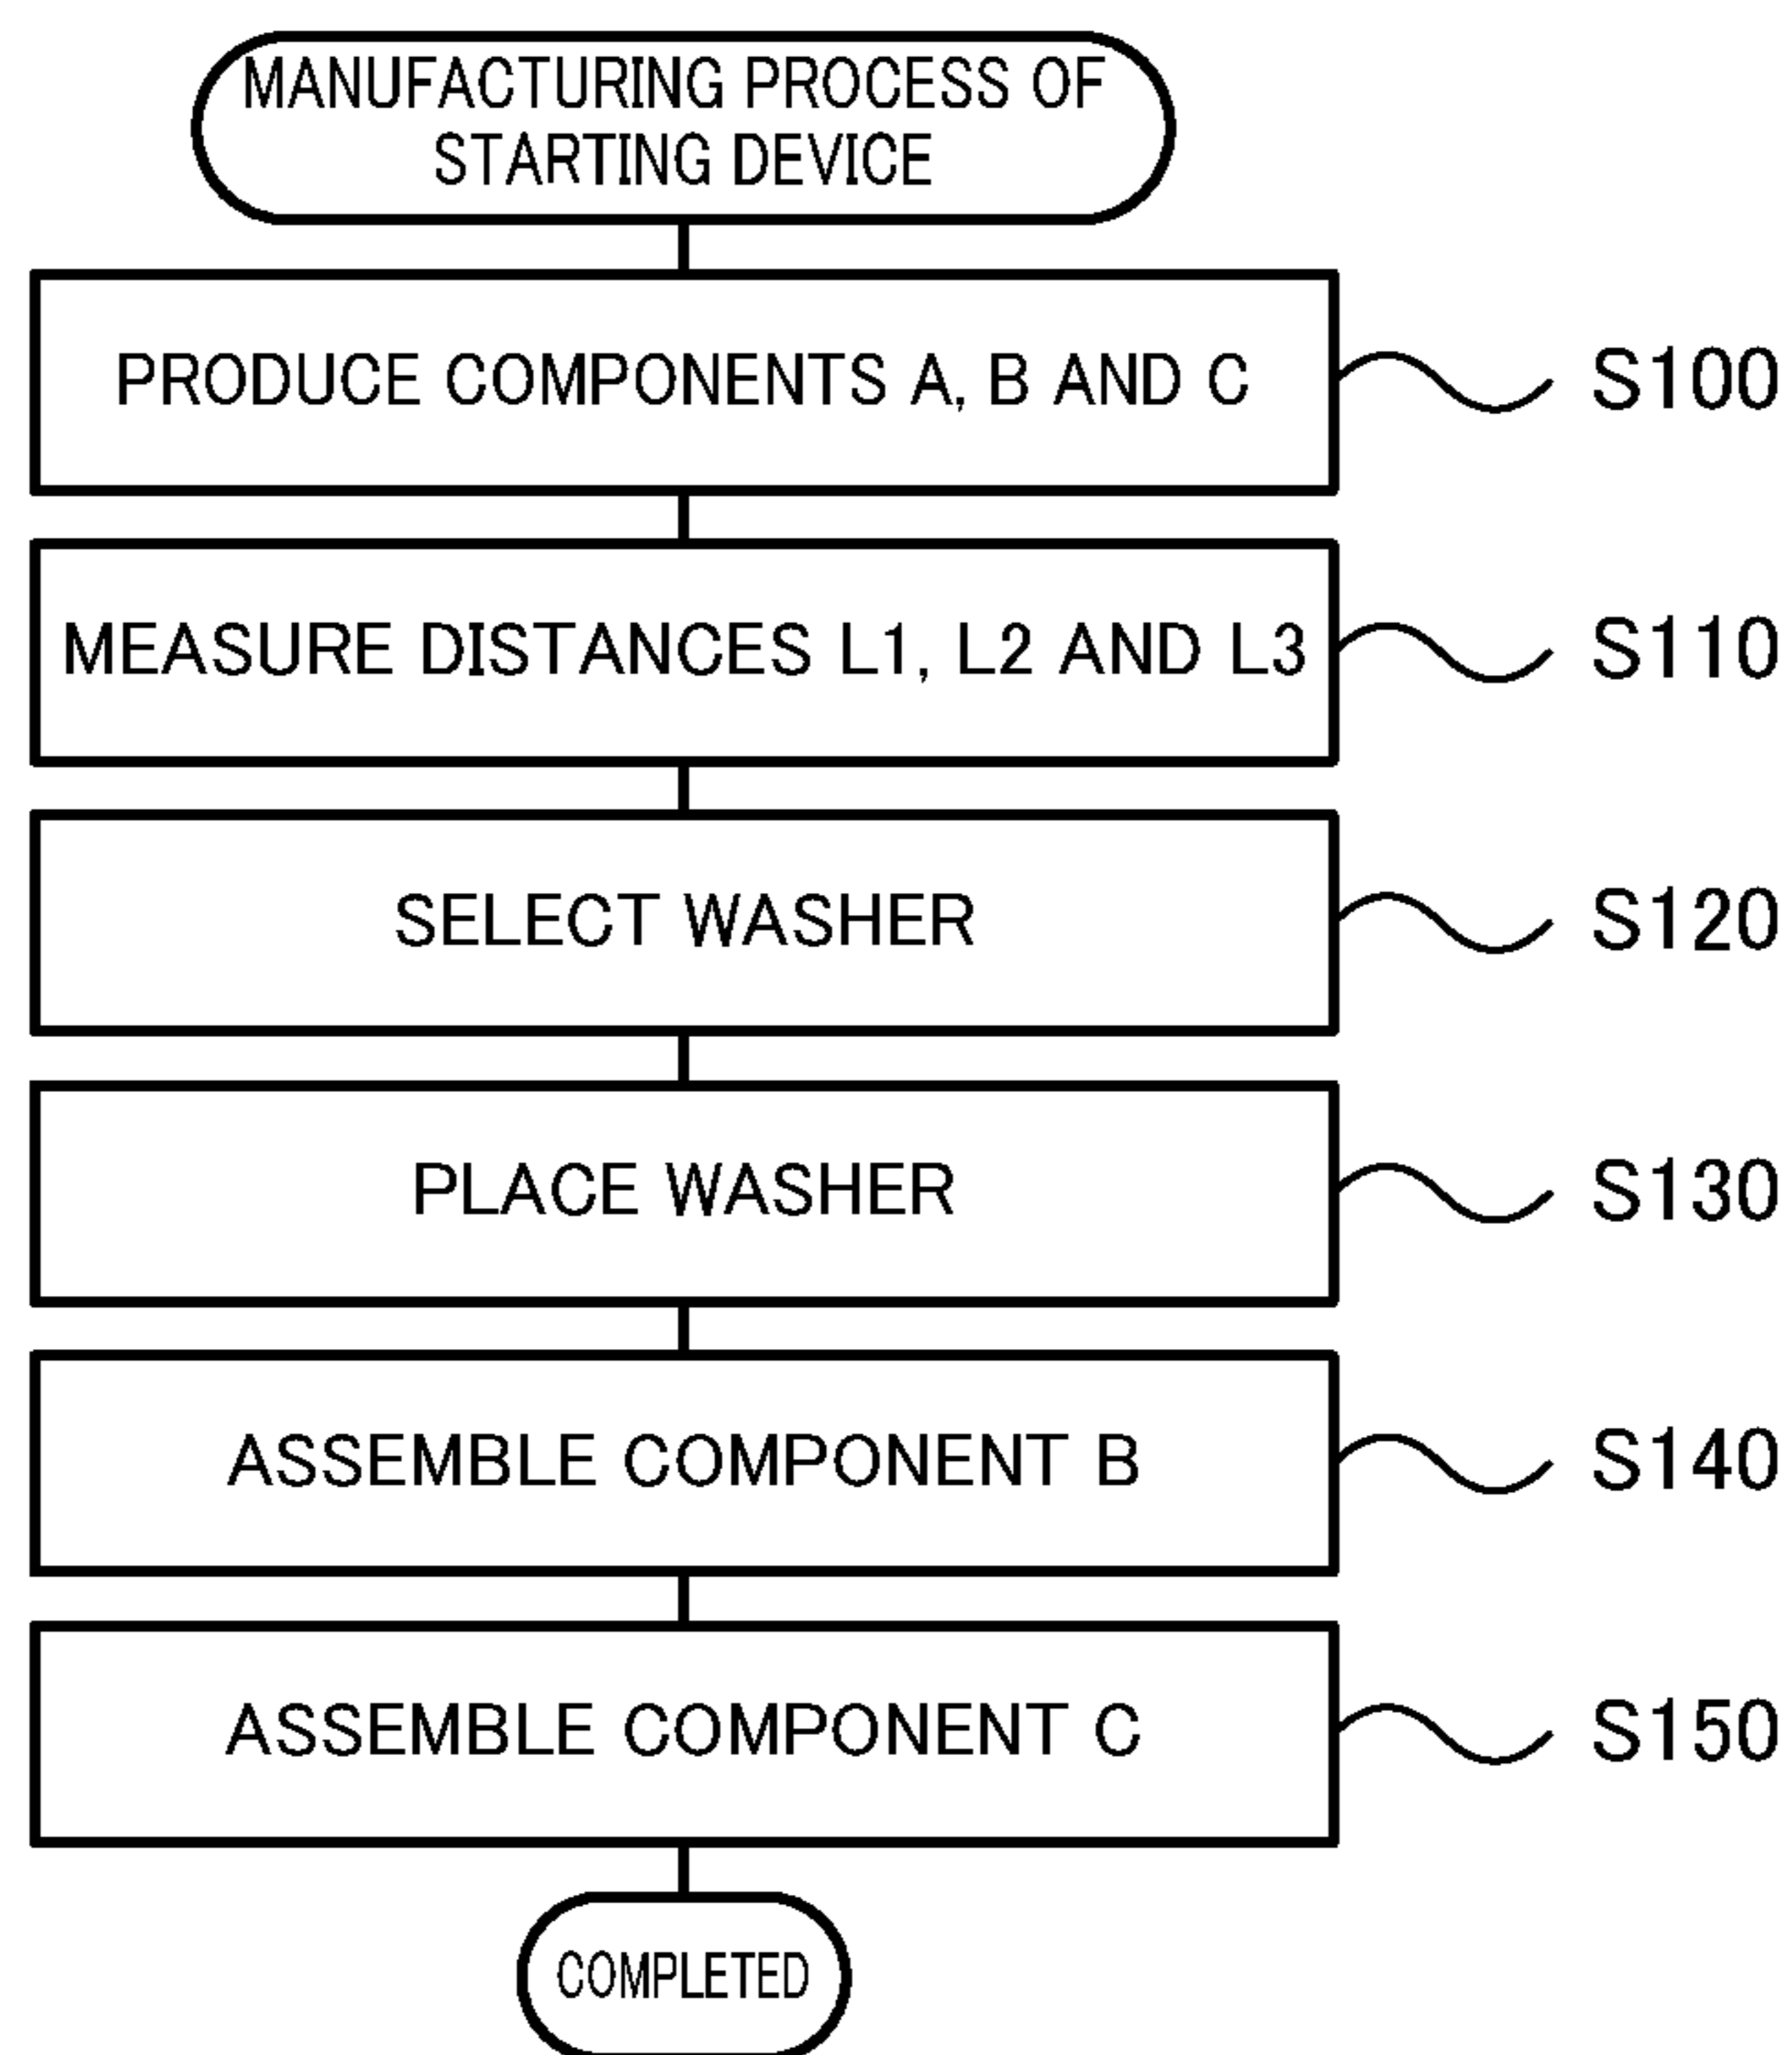 MANUFACTURING PROCESS OF
STARTING DEVICE
PRODUCE COMPONENTS A, B AND C
S100
MEASURE DISTANCES L1, L2 AND L3
S110
SELECT WASHER
S120
PLACE WASHER
S130
ASSEMBLE COMPONENT B
S140
ASSEMBLE COMPONENT C
S150
COMPLETED